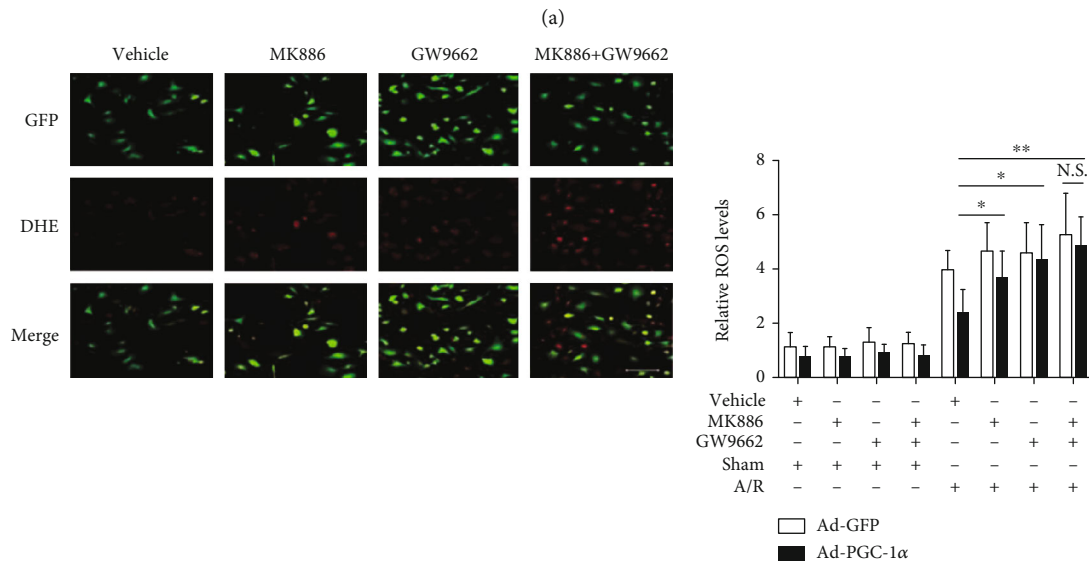 (a)
Vehicle MK886 GW9662 MK886+GW9662
GFP
DHE
Merge
Relative ROS levels
8
6
4
2
0
**
*
*
N.S.
Vehicle + – – – + – – –
MK886 – + – + – + – +
GW9662 – – + + – – + +
Sham + + + + – – – –
A/R – – – – + + + +
Ad-GFP
Ad-PGC-1α